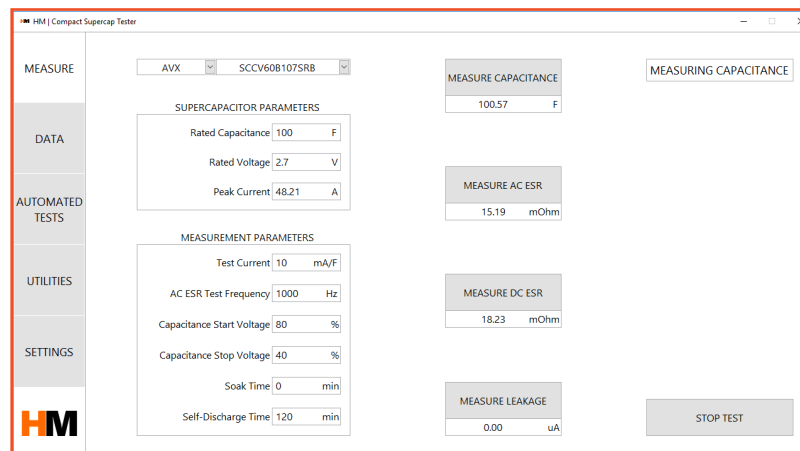 HM HM | Compact Supercap Tester
MEASURE
DATA
AUTOMATED
TESTS
UTILITIES
SETTINGS
HM
AVX SCCV60B107SRB
SUPERCAPACITOR PARAMETERS
Rated Capacitance 100 F
Rated Voltage 2.7 V
Peak Current 48.21 A
MEASUREMENT PARAMETERS
Test Current 10 mA/F
AC ESR Test Frequency 1000 Hz
Capacitance Start Voltage 80 %
Capacitance Stop Voltage 40 %
Soak Time 0 min
Self-Discharge Time 120 min
MEASURE CAPACITANCE
100.57 F
MEASURE AC ESR
15.19 mOhm
MEASURE DC ESR
18.23 mOhm
MEASURE LEAKAGE
0.00 uA
MEASURING CAPACITANCE
STOP TEST